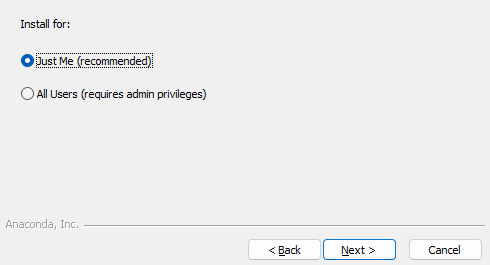 Install for:
Just Me (recommended)
All Users (requires admin privileges)
Anaconda, Inc.
< Back Next > Cancel